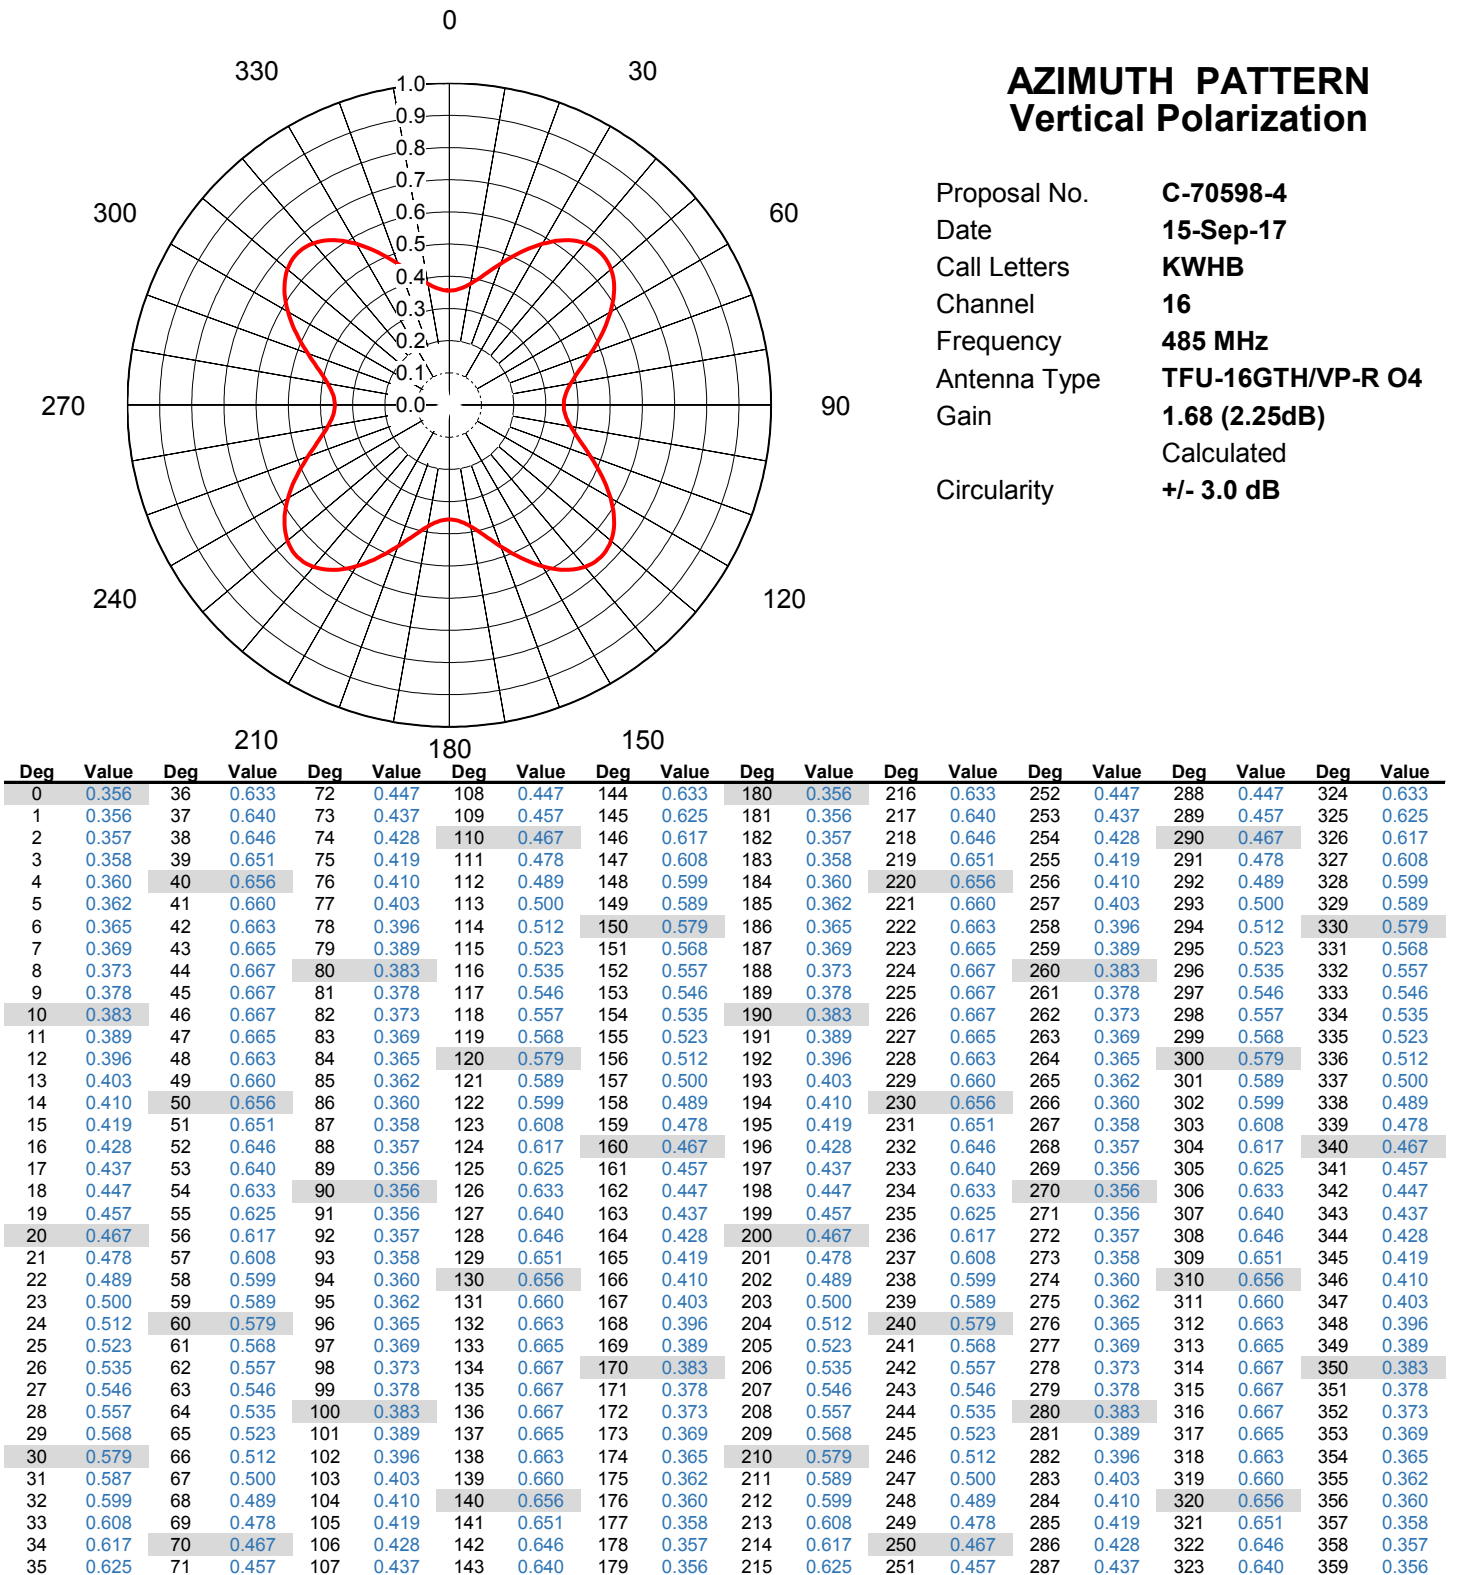 0
330
30
300
60
270
90
240
120
210
180
150
1.0
0.9
0.8
0.7
0.6
0.5
0.4
0.3
0.2
0.1
0.0
AZIMUTH PATTERN
Vertical Polarization
Proposal No. C-70598-4
Date 15-Sep-17
Call Letters KWHB
Channel 16
Frequency 485 MHz
Antenna Type TFU-16GTH/VP-R O4
Gain 1.68 (2.25dB)
Calculated
Circularity +/- 3.0 dB
Deg Value Deg Value Deg Value Deg Value Deg Value Deg Value Deg Value Deg Value Deg Value Deg Value
0 0.356 36 0.633 72 0.447 108 0.447 144 0.633 180 0.356 216 0.633 252 0.447 288 0.447 324 0.633
1 0.356 37 0.640 73 0.437 109 0.457 145 0.625 181 0.356 217 0.640 253 0.437 289 0.457 325 0.625
2 0.357 38 0.646 74 0.428 110 0.467 146 0.617 182 0.357 218 0.646 254 0.428 290 0.467 326 0.617
3 0.358 39 0.651 75 0.419 111 0.478 147 0.608 183 0.358 219 0.651 255 0.419 291 0.478 327 0.608
4 0.360 40 0.656 76 0.410 112 0.489 148 0.599 184 0.360 220 0.656 256 0.410 292 0.489 328 0.599
5 0.362 41 0.660 77 0.403 113 0.500 149 0.589 185 0.362 221 0.660 257 0.403 293 0.500 329 0.589
6 0.365 42 0.663 78 0.396 114 0.512 150 0.579 186 0.365 222 0.663 258 0.396 294 0.512 330 0.579
7 0.369 43 0.665 79 0.389 115 0.523 151 0.568 187 0.369 223 0.665 259 0.389 295 0.523 331 0.568
8 0.373 44 0.667 80 0.383 116 0.535 152 0.557 188 0.373 224 0.667 260 0.383 296 0.535 332 0.557
9 0.378 45 0.667 81 0.378 117 0.546 153 0.546 189 0.378 225 0.667 261 0.378 297 0.546 333 0.546
10 0.383 46 0.667 82 0.373 118 0.557 154 0.535 190 0.383 226 0.667 262 0.373 298 0.557 334 0.535
11 0.389 47 0.665 83 0.369 119 0.568 155 0.523 191 0.389 227 0.665 263 0.369 299 0.568 335 0.523
12 0.396 48 0.663 84 0.365 120 0.579 156 0.512 192 0.396 228 0.663 264 0.365 300 0.579 336 0.512
13 0.403 49 0.660 85 0.362 121 0.589 157 0.500 193 0.403 229 0.660 265 0.362 301 0.589 337 0.500
14 0.410 50 0.656 86 0.360 122 0.599 158 0.489 194 0.410 230 0.656 266 0.360 302 0.599 338 0.489
15 0.419 51 0.651 87 0.358 123 0.608 159 0.478 195 0.419 231 0.651 267 0.358 303 0.608 339 0.478
16 0.428 52 0.646 88 0.357 124 0.617 160 0.467 196 0.428 232 0.646 268 0.357 304 0.617 340 0.467
17 0.437 53 0.640 89 0.356 125 0.625 161 0.457 197 0.437 233 0.640 269 0.356 305 0.625 341 0.457
18 0.447 54 0.633 90 0.356 126 0.633 162 0.447 198 0.447 234 0.633 270 0.356 306 0.633 342 0.447
19 0.457 55 0.625 91 0.356 127 0.640 163 0.437 199 0.457 235 0.625 271 0.356 307 0.640 343 0.437
20 0.467 56 0.617 92 0.357 128 0.646 164 0.428 200 0.467 236 0.617 272 0.357 308 0.646 344 0.428
21 0.478 57 0.608 93 0.358 129 0.651 165 0.419 201 0.478 237 0.608 273 0.358 309 0.651 345 0.419
22 0.489 58 0.599 94 0.360 130 0.656 166 0.410 202 0.489 238 0.599 274 0.360 310 0.656 346 0.410
23 0.500 59 0.589 95 0.362 131 0.660 167 0.403 203 0.500 239 0.589 275 0.362 311 0.660 347 0.403
24 0.512 60 0.579 96 0.365 132 0.663 168 0.396 204 0.512 240 0.579 276 0.365 312 0.663 348 0.396
25 0.523 61 0.568 97 0.369 133 0.665 169 0.389 205 0.523 241 0.568 277 0.369 313 0.665 349 0.389
26 0.535 62 0.557 98 0.373 134 0.667 170 0.383 206 0.535 242 0.557 278 0.373 314 0.667 350 0.383
27 0.546 63 0.546 99 0.378 135 0.667 171 0.378 207 0.546 243 0.546 279 0.378 315 0.667 351 0.378
28 0.557 64 0.535 100 0.383 136 0.667 172 0.373 208 0.557 244 0.535 280 0.383 316 0.667 352 0.373
29 0.568 65 0.523 101 0.389 137 0.665 173 0.369 209 0.568 245 0.523 281 0.389 317 0.665 353 0.369
30 0.579 66 0.512 102 0.396 138 0.663 174 0.365 210 0.579 246 0.512 282 0.396 318 0.663 354 0.365
31 0.587 67 0.500 103 0.403 139 0.660 175 0.362 211 0.589 247 0.500 283 0.403 319 0.660 355 0.362
32 0.599 68 0.489 104 0.410 140 0.656 176 0.360 212 0.599 248 0.489 284 0.410 320 0.656 356 0.360
33 0.608 69 0.478 105 0.419 141 0.651 177 0.358 213 0.608 249 0.478 285 0.419 321 0.651 357 0.358
34 0.617 70 0.467 106 0.428 142 0.646 178 0.357 214 0.617 250 0.467 286 0.428 322 0.646 358 0.357
35 0.625 71 0.457 107 0.437 143 0.640 179 0.356 215 0.625 251 0.457 287 0.437 323 0.640 359 0.356